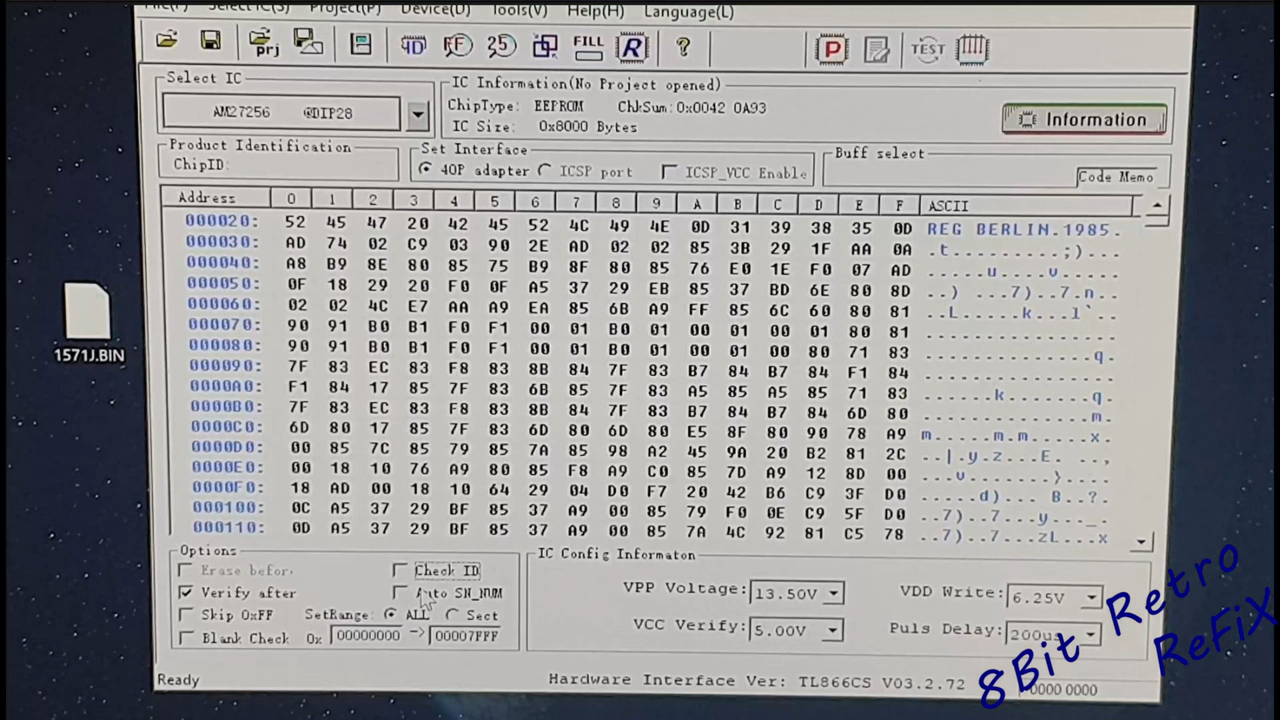 Select IC(S) Project(P) Device(D) Tools(V) Help(H) Language(L)
prj ID FF 25 FILL R ? P TEST
Select IC
AM27256 @DIP28
IC Information(No Project opened)
ChipType: EEPROM ChkSum:0x0042 0A93
IC Size: 0x8000 Bytes
Information
Product Identification
ChipID:
Set Interface
40P adapter ICSP port ICSP_VCC Enable
Buff select
Code Memo
Address 0 1 2 3 4 5 6 7 8 9 A B C D E F ASCII
000020: 52 45 47 20 42 45 52 4C 49 4E 0D 31 39 38 35 0D REG BERLIN.1985.
000030: AD 74 02 C9 03 90 2E AD 02 02 85 3B 29 1F AA 0A .t.........;)...
000040: A8 B9 8E 80 85 75 B9 8F 80 85 76 E0 1E F0 07 AD .....u....v.....
000050: 0F 18 29 20 F0 0F A5 37 29 EB 85 37 BD 6E 80 8D ..) ...7)..7.n..
000060: 02 02 4C E7 AA A9 EA 85 6B A9 FF 85 6C 60 80 81 ..L.....k...l`..
000070: 90 91 B0 B1 F0 F1 00 01 B0 01 00 01 00 01 80 81 ................
000080: 90 91 B0 B1 F0 F1 00 01 B0 01 00 01 00 80 71 83 ..............q.
000090: 7F 83 EC 83 F8 83 8B 84 7F 83 B7 84 B7 84 F1 84 ................
0000A0: F1 84 17 85 7F 83 6B 85 7F 83 A5 85 A5 85 71 83 ......k.......q.
0000B0: 7F 83 EC 83 F8 83 8B 84 7F 83 B7 84 B7 84 6D 80 ..............m.
0000C0: 6D 80 17 85 7F 83 6D 80 6D 80 E5 8F 80 90 78 A9 m.....m.m.....x.
0000D0: 00 85 7C 85 79 85 7A 85 98 A2 45 9A 20 B2 81 2C ..|.y.z...E. ..,
0000E0: 00 18 10 76 A9 80 85 F8 A9 C0 85 7D A9 12 8D 00 ...v.......}....
0000F0: 18 AD 00 18 10 64 29 04 D0 F7 20 42 B6 C9 3F D0 .....d)... B..?.
000100: 0C A5 37 29 BF 85 37 A9 00 85 79 F0 0E C9 5F D0 ..7)..7...y..._.
000110: 0D A5 37 29 BF 85 37 A9 00 85 7A 4C 92 81 C5 78 ..7)..7...zL...x
1571J.BIN
Options
Erase before Check ID
Verify after Auto SN_NUM
Skip 0xFF SetRange: ALL Sect
Blank Check 0x 00000000 -> 00007FFF
IC Config Informaton
VPP Voltage: 13.50V VDD Write: 6.25V
VCC Verify: 5.00V Puls Delay: 200us
Ready Hardware Interface Ver: TL866CS V03.2.72 0000 0000
8Bit Retro
ReFiX